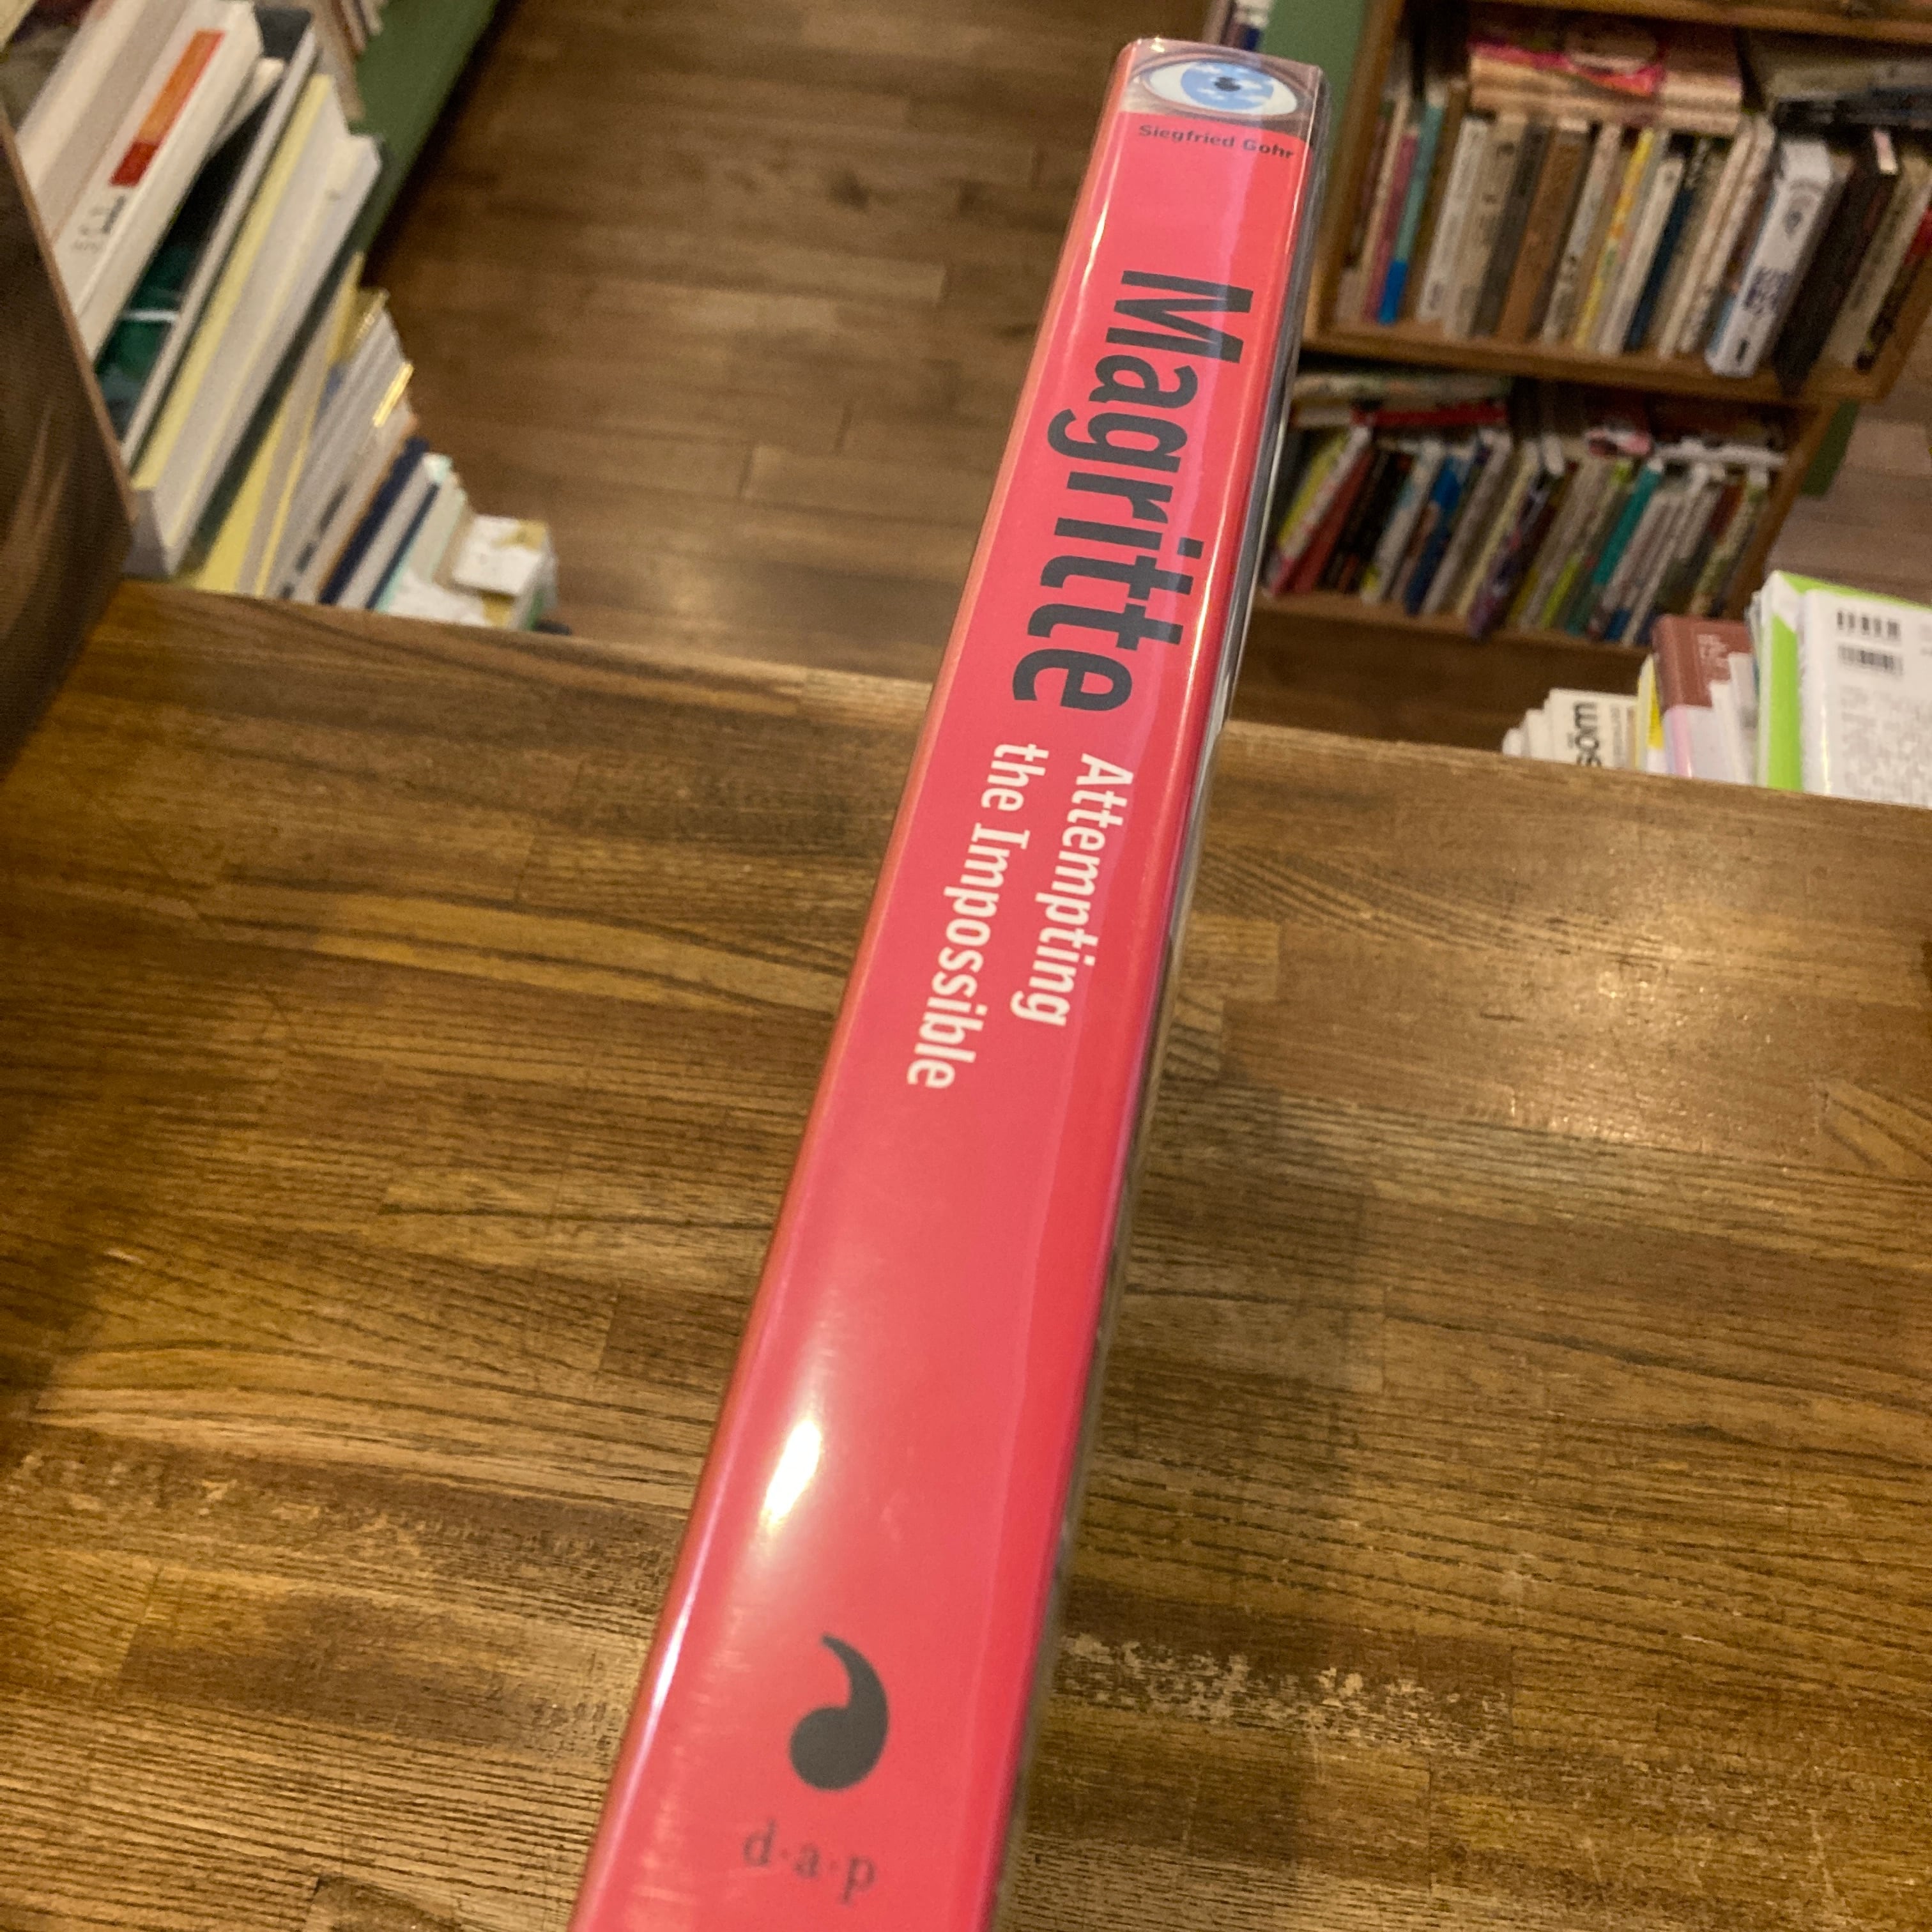 Siegfried Gohr
Magritte
Attempting
the Impossible
d·a·p